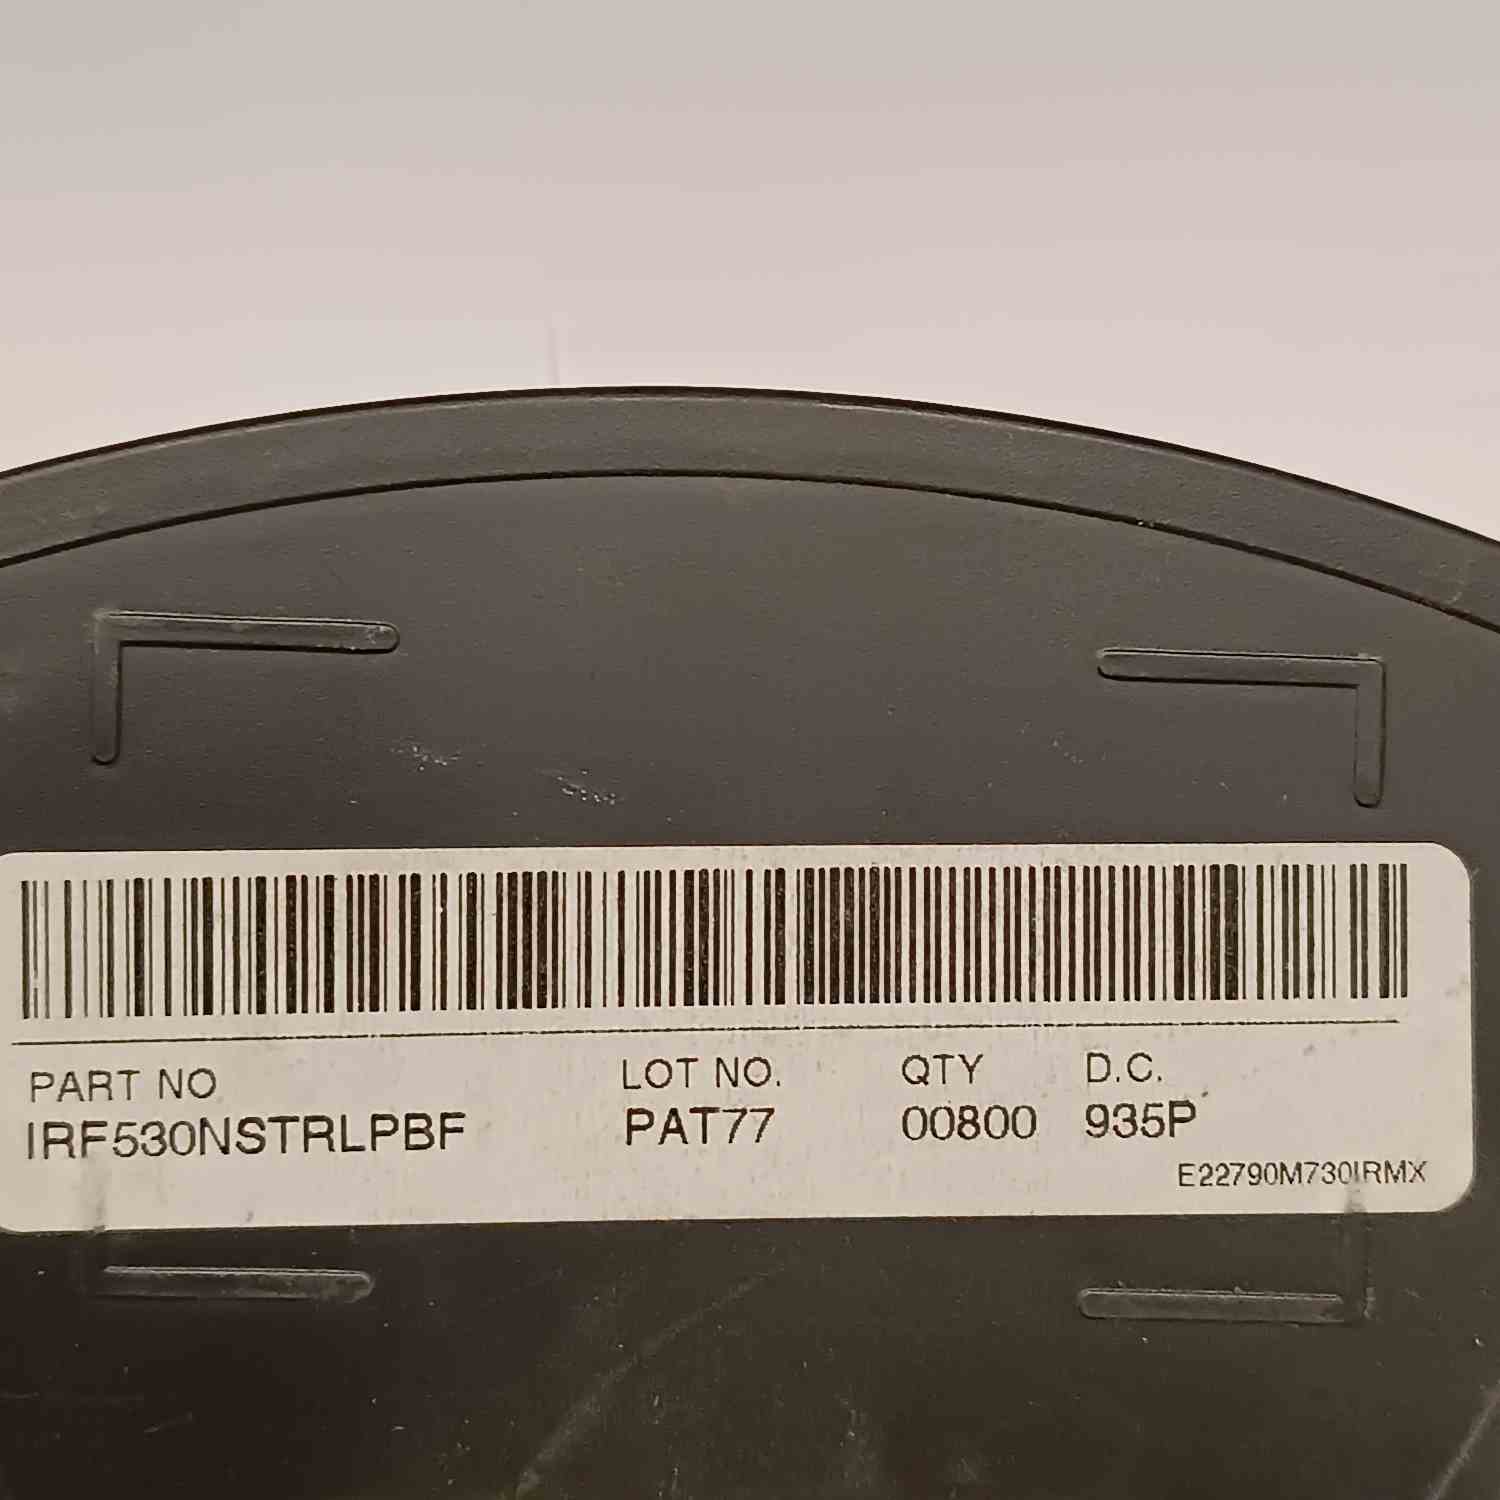 PART NO LOT NO. QTY D.C.
IRF530NSTRLPBF PAT77 00800 935P
E22790M730IRMX